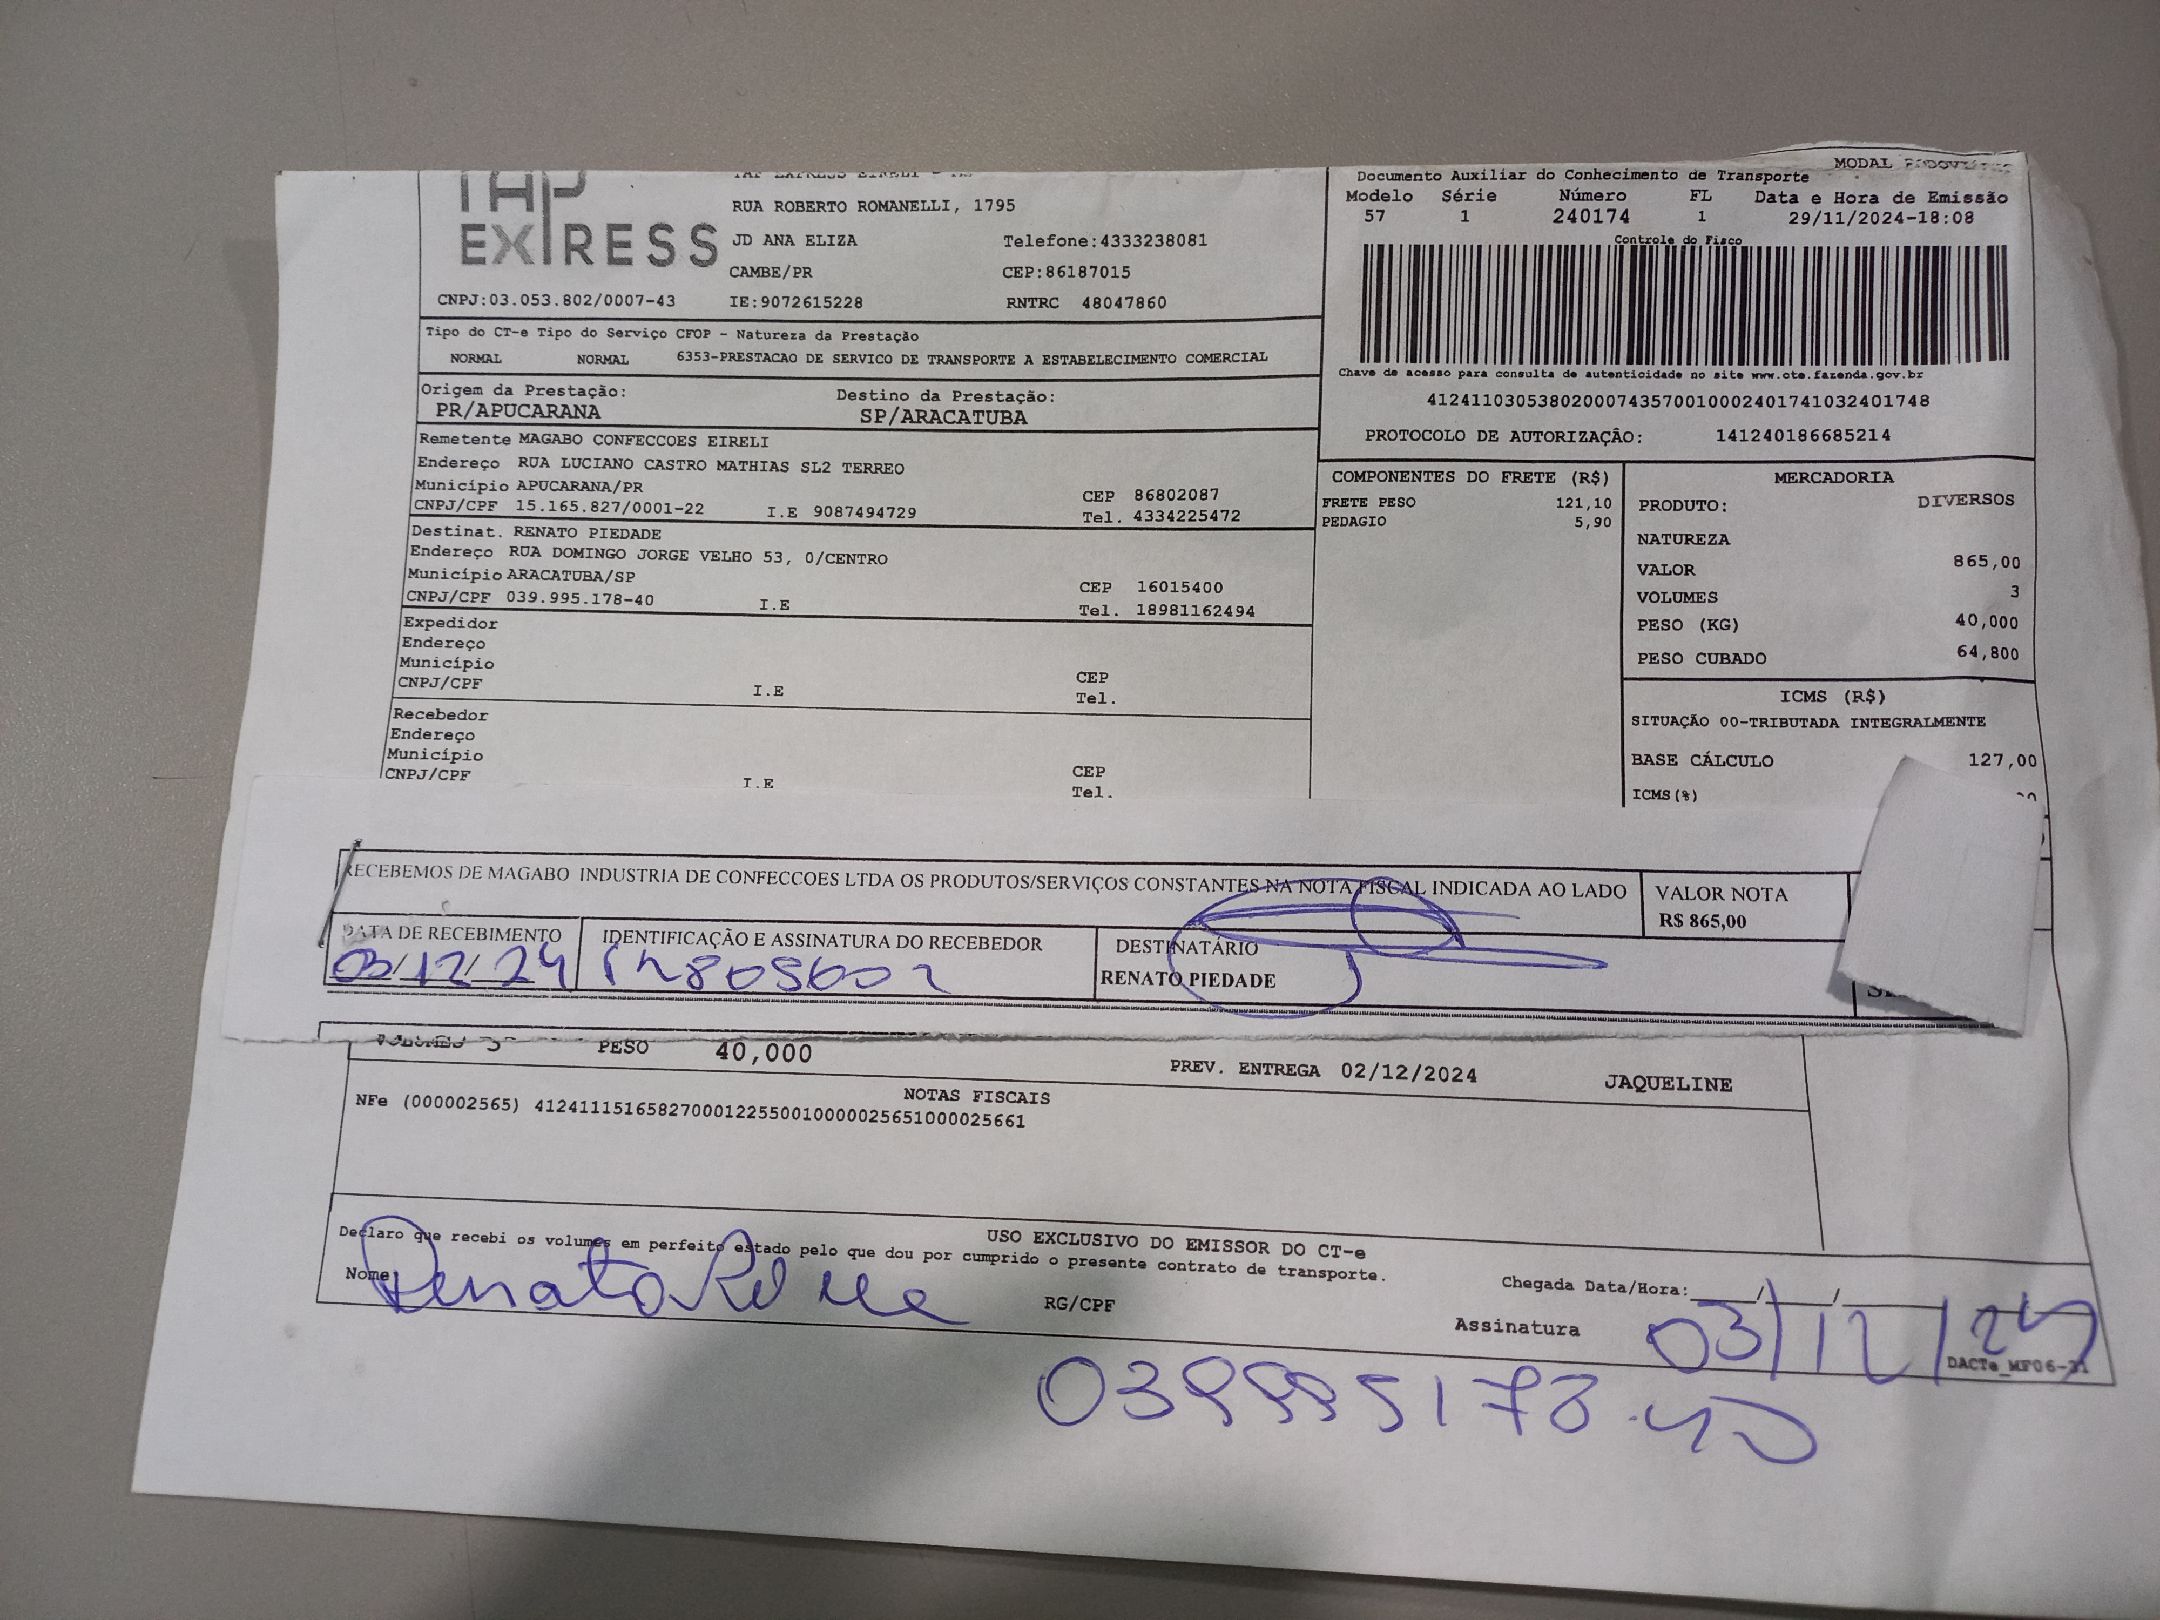 TAP
EXPRESS
TAP EXPRESS EIRELI
RUA ROBERTO ROMANELLI, 1795
JD ANA ELIZA Telefone:4333238081
CAMBE/PR CEP:86187015
CNPJ:03.053.802/0007-43 IE:9072615228 RNTRC 48047860
MODAL
Documento Auxiliar do Conhecimento de Transporte
Modelo Série Número FL Data e Hora de Emissão
57 1 240174 1 29/11/2024-18:08
Controle do Fisco
Chave de acesso para consulta de autenticidade no site www.cte.fazenda.gov.br
41241103053802000743570010002401741032401748
PROTOCOLO DE AUTORIZAÇÃO: 141240186685214
Tipo do CT-e Tipo do Serviço CFOP - Natureza da Prestação
NORMAL NORMAL 6353-PRESTACAO DE SERVICO DE TRANSPORTE A ESTABELECIMENTO COMERCIAL
Origem da Prestação: Destino da Prestação:
PR/APUCARANA SP/ARACATUBA
Remetente MAGABO CONFECCOES EIRELI
Endereço RUA LUCIANO CASTRO MATHIAS SL2 TERREO
Município APUCARANA/PR CEP 86802087
CNPJ/CPF 15.165.827/0001-22 I.E 9087494729 Tel. 4334225472
Destinat. RENATO PIEDADE
Endereço RUA DOMINGO JORGE VELHO 53, 0/CENTRO
Município ARACATUBA/SP CEP 16015400
CNPJ/CPF 039.995.178-40 I.E Tel. 18981162494
Expedidor
Endereço
Município CEP
CNPJ/CPF I.E Tel.
Recebedor
Endereço
Município CEP
CNPJ/CPF I.E Tel.
COMPONENTES DO FRETE (R$)
FRETE PESO 121,10
PEDAGIO 5,90
MERCADORIA
PRODUTO: DIVERSOS
NATUREZA
VALOR 865,00
VOLUMES 3
PESO (KG) 40,000
PESO CUBADO 64,800
ICMS (R$)
SITUAÇÃO 00-TRIBUTADA INTEGRALMENTE
BASE CÁLCULO 127,00
ICMS(%)
RECEBEMOS DE MAGABO INDUSTRIA DE CONFECCOES LTDA OS PRODUTOS/SERVIÇOS CONSTANTES NA NOTA FISCAL INDICADA AO LADO
VALOR NOTA
R$ 865,00
DATA DE RECEBIMENTO IDENTIFICAÇÃO E ASSINATURA DO RECEBEDOR DESTINATÁRIO
03/12/24
RENATO PIEDADE
VOLUMES 3 PESO 40,000 PREV. ENTREGA 02/12/2024 JAQUELINE
NOTAS FISCAIS
NFe (000002565) 41241115165827000122550010000025651000025661
USO EXCLUSIVO DO EMISSOR DO CT-e
Declaro que recebi os volumes em perfeito estado pelo que dou por cumprido o presente contrato de transporte.
Nome: Renato RG/CPF Chegada Data/Hora: / /
Assinatura 03/12/24
DACTe_MF06-
039995178-40